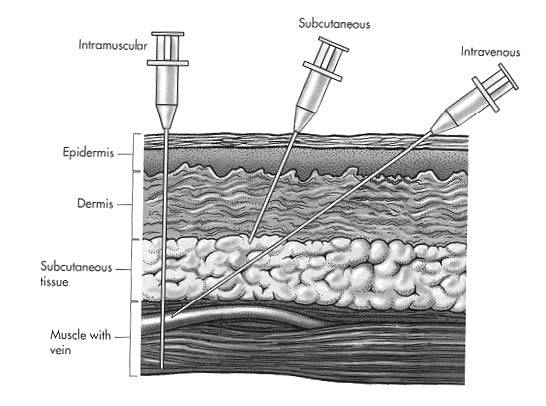 Subcutaneous
Intramuscular
Intravenous
Epidermis
Dermis
Subcutaneous
tissue
Muscle with
vein